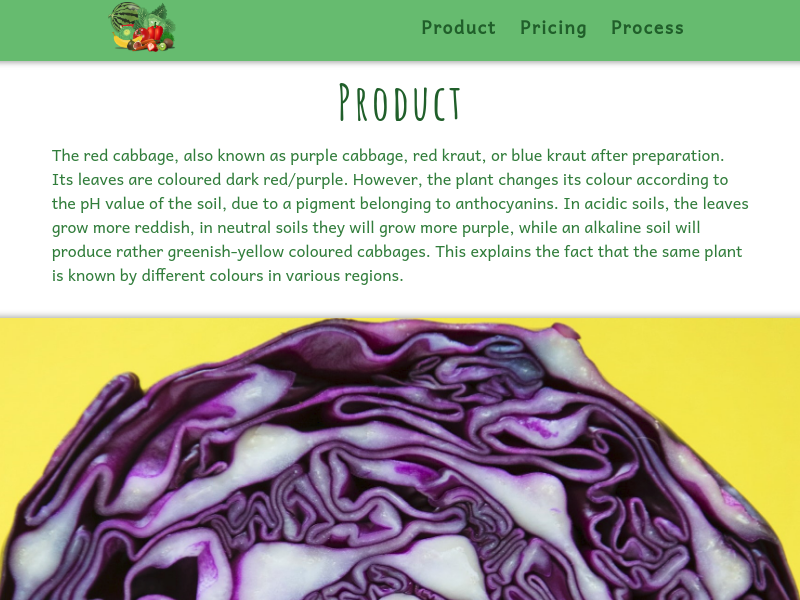 Product Pricing Process
Product
The red cabbage, also known as purple cabbage, red kraut, or blue kraut after preparation.
Its leaves are coloured dark red/purple. However, the plant changes its colour according to
the pH value of the soil, due to a pigment belonging to anthocyanins. In acidic soils, the leaves
grow more reddish, in neutral soils they will grow more purple, while an alkaline soil will
produce rather greenish-yellow coloured cabbages. This explains the fact that the same plant
is known by different colours in various regions.